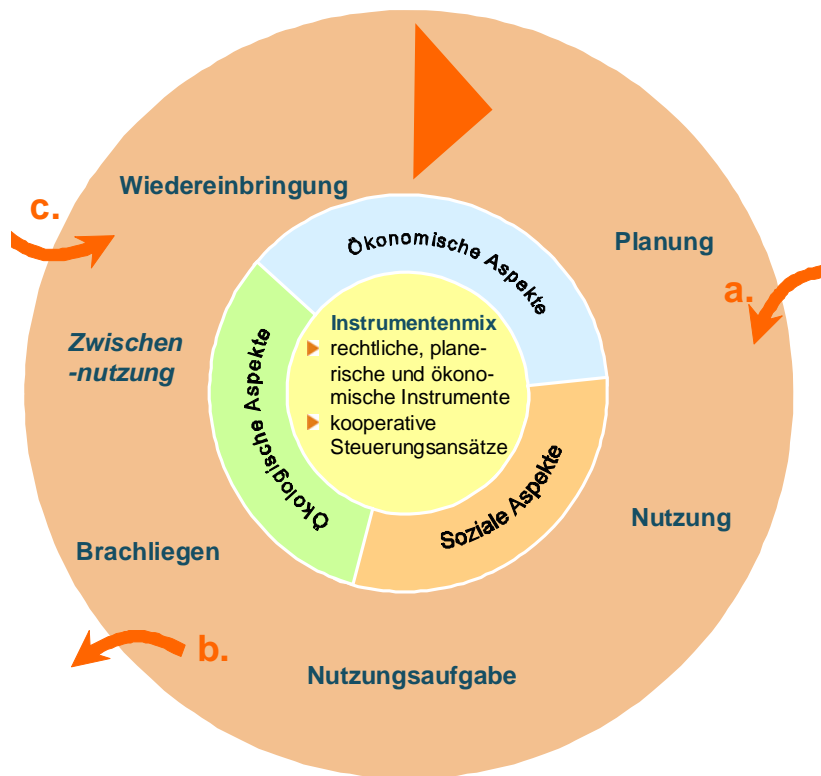 Wiedereinbringung
c.
Planung
a.
Ökonomische Aspekte
Instrumentenmix
rechtliche, plane-
rische und ökono-
mische Instrumente
kooperative
Steuerungsansätze
Zwischen
-nutzung
Ökologische Aspekte
Soziale Aspekte
Nutzung
Brachliegen
b.
Nutzungsaufgabe